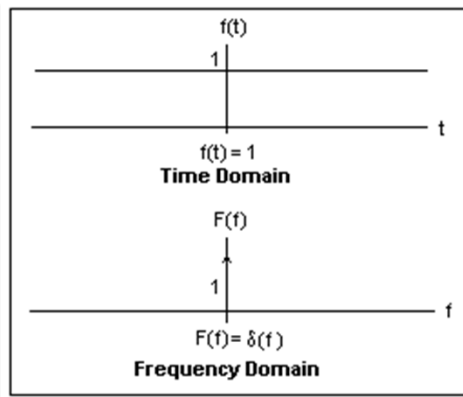 f(t)
1
t
f(t) = 1
Time Domain
F(f)
1
f
F(f) = δ(f)
Frequency Domain